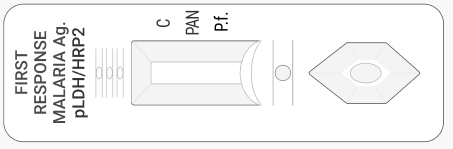 FIRST
RESPONSE
MALARIA Ag.
pLDH/HRP2
C
PAN
P.f.